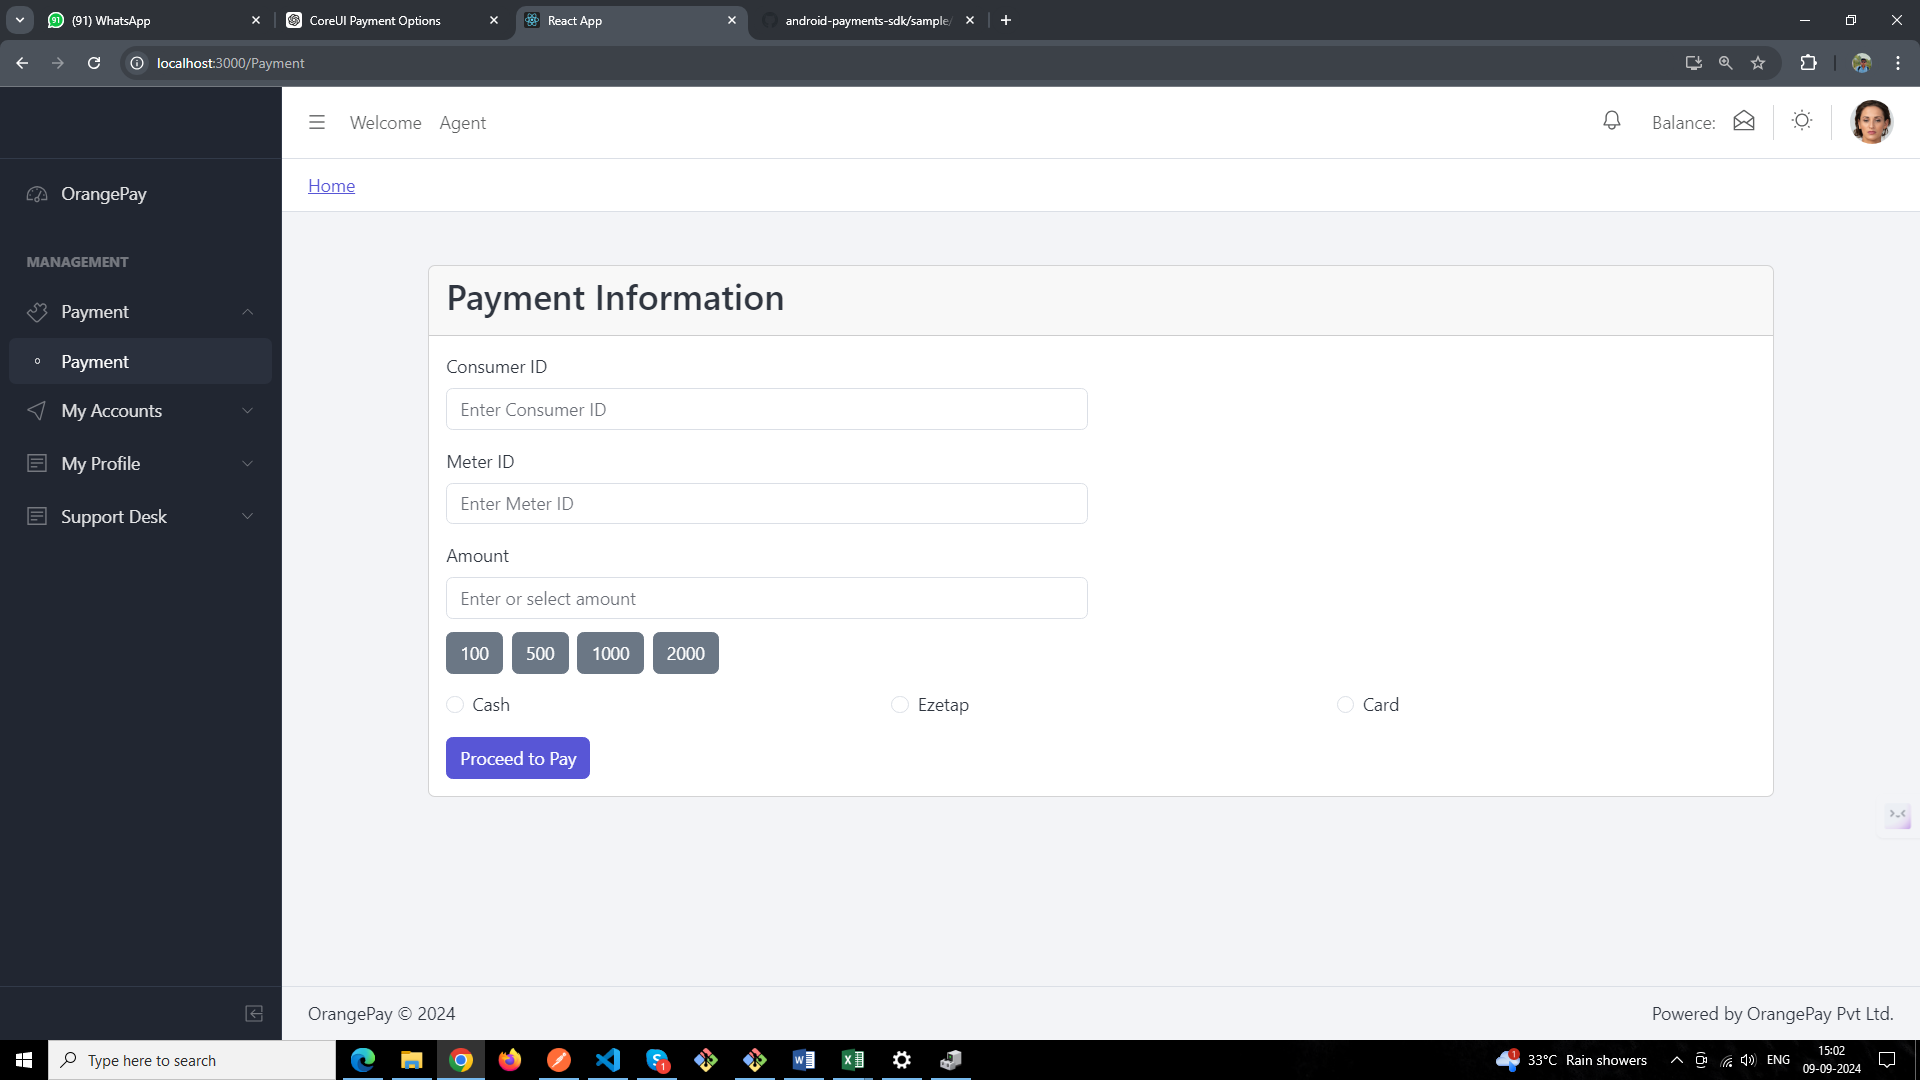 (91) WhatsApp
CoreUI Payment Options
React App
android-payments-sdk/sample/
localhost:3000/Payment
Welcome Agent
Balance:
Home
OrangePay
MANAGEMENT
Payment
Payment
My Accounts
My Profile
Support Desk
Payment Information
Consumer ID
Enter Consumer ID
Meter ID
Enter Meter ID
Amount
Enter or select amount
100 500 1000 2000
Cash Ezetap Card
Proceed to Pay
OrangePay © 2024
Powered by OrangePay Pvt Ltd.
Type here to search
1
1
33°C Rain showers
ENG
15:02
09-09-2024